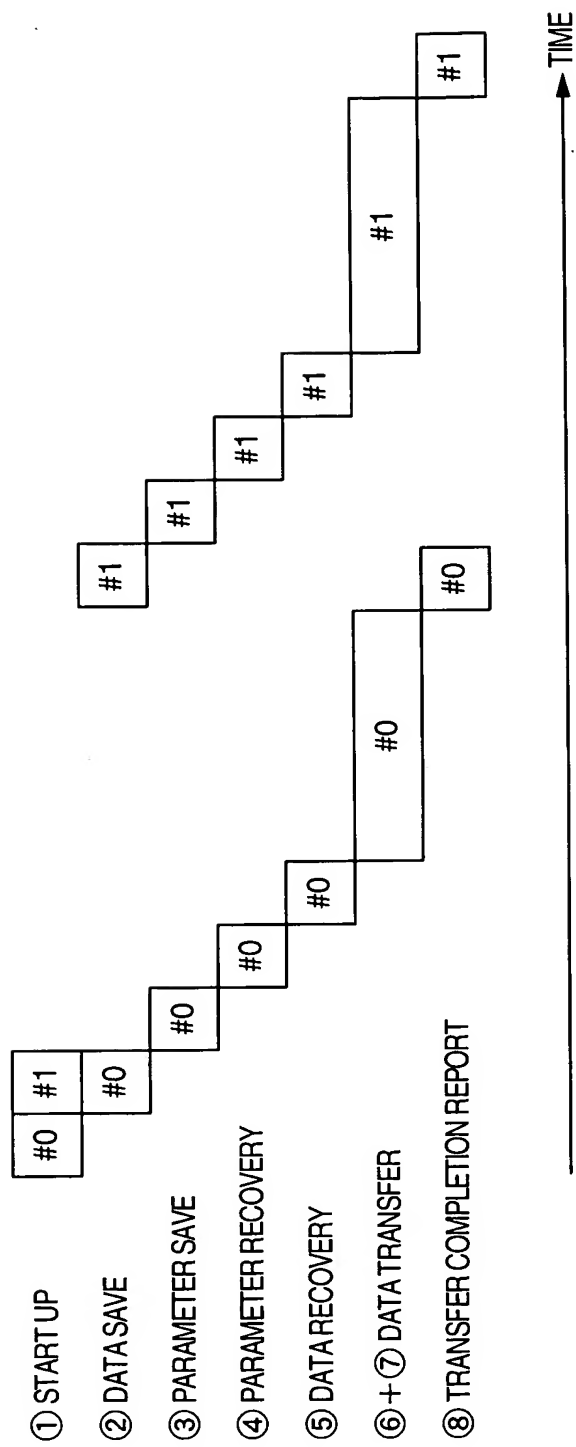 ① START UP #0 #1
② DATA SAVE #0 #1
③ PARAMETER SAVE #0 #1
④ PARAMETER RECOVERY #0 #1
⑤ DATA RECOVERY #0 #1
⑥+⑦ DATA TRANSFER #0 #1
⑧ TRANSFER COMPLETION REPORT #0 #1
TIME